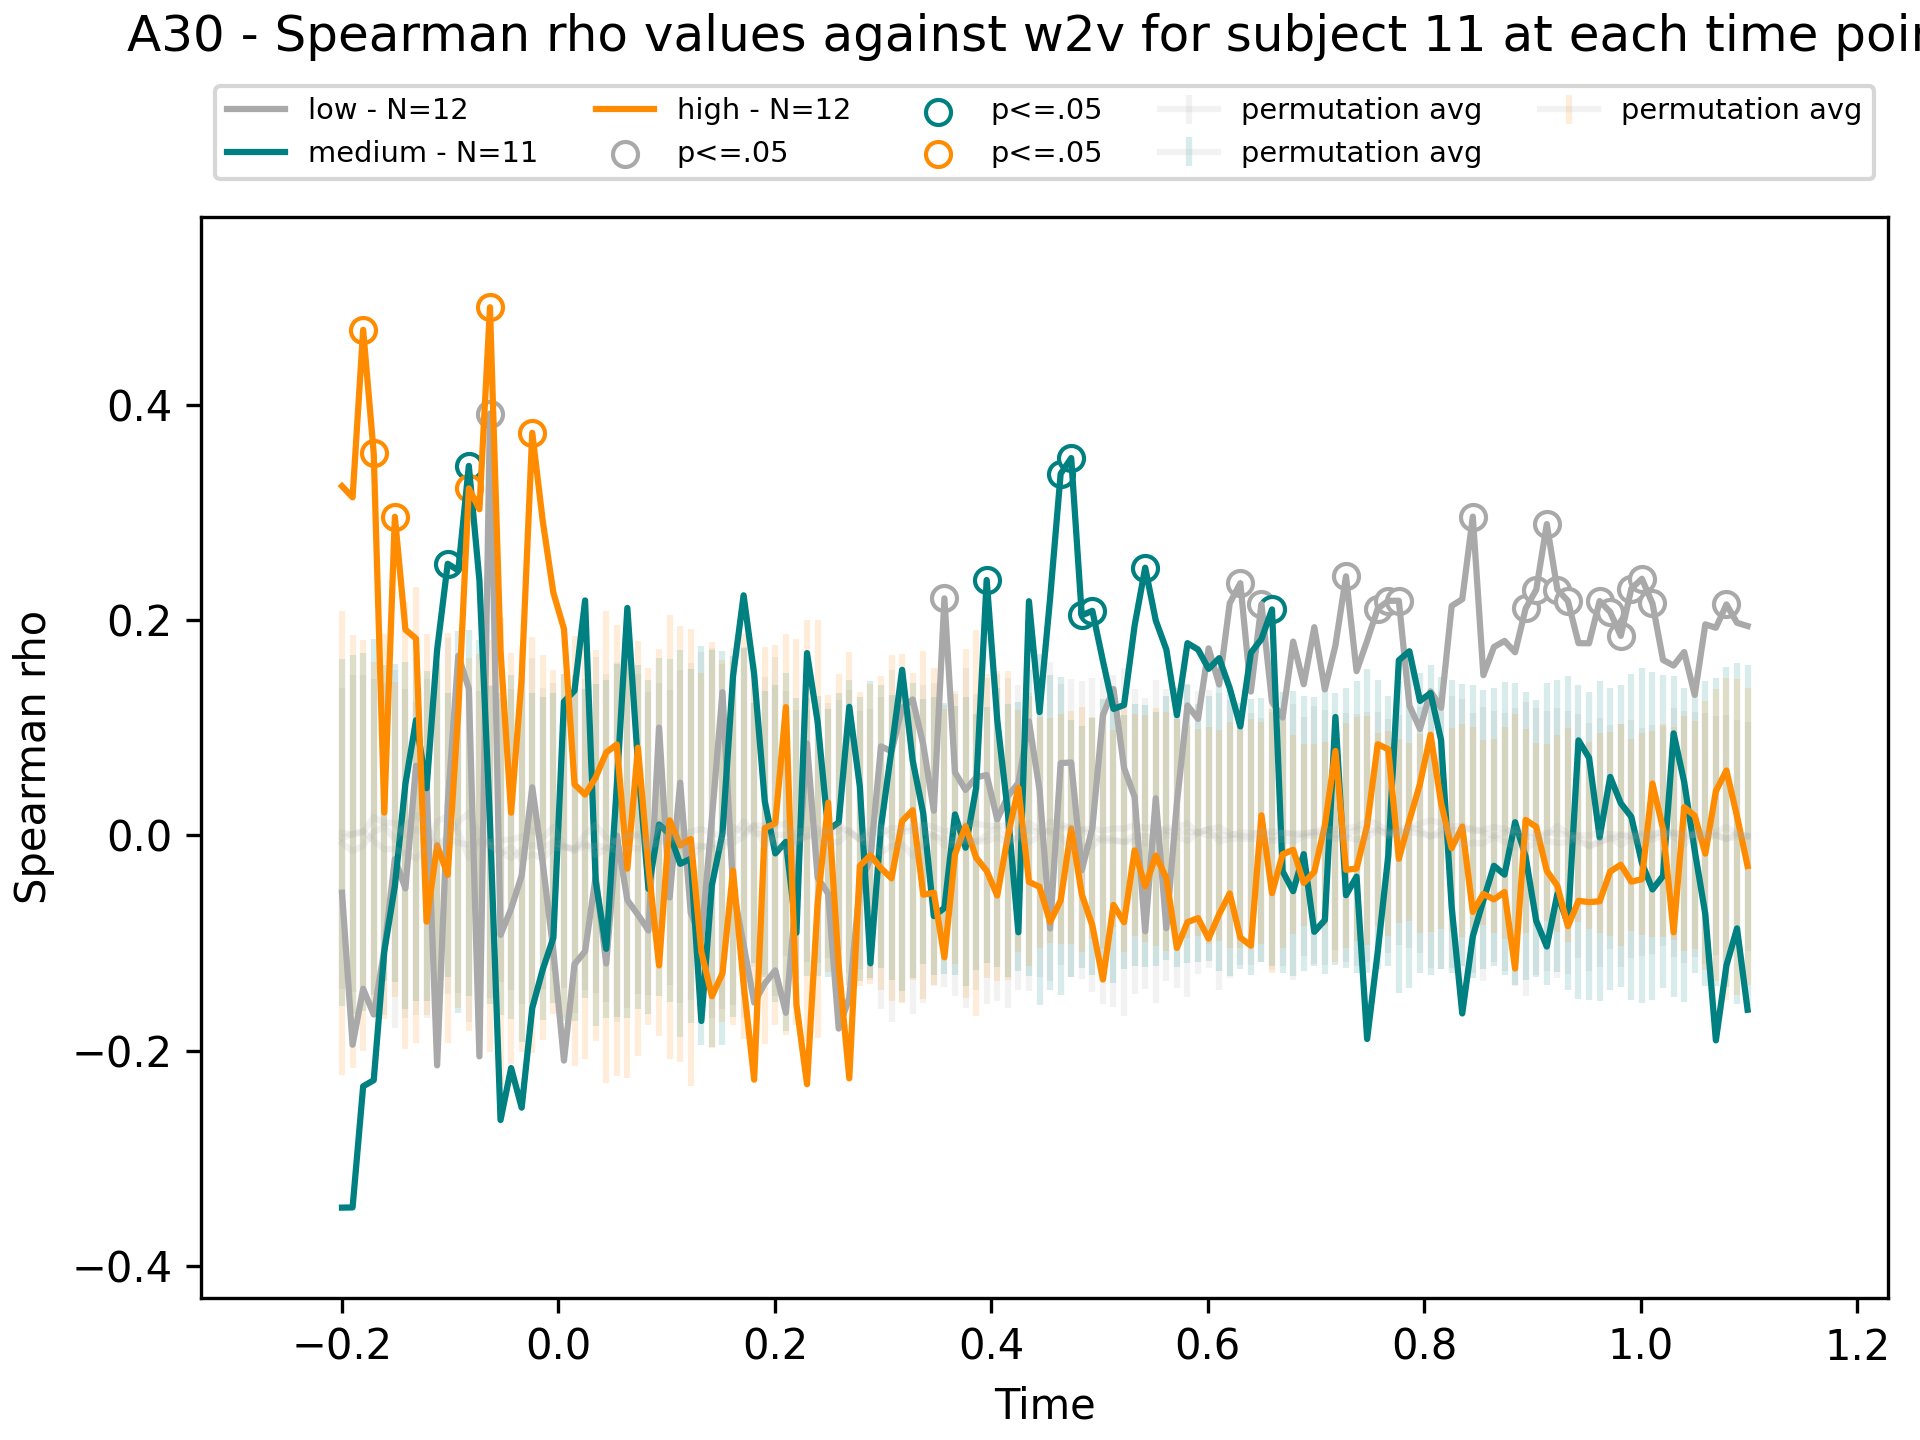 A30 - Spearman rho values against w2v for subject 11 at each time
low - N=12
medium - N=11
high - N=12
p<=.05
p<=.05
p<=.05
permutation avg
permutation avg
permutation avg
Spearman rho
0.4
0.2
0.0
−0.2
−0.4
−0.2 0.0 0.2 0.4 0.6 0.8 1.0 1.2
Time